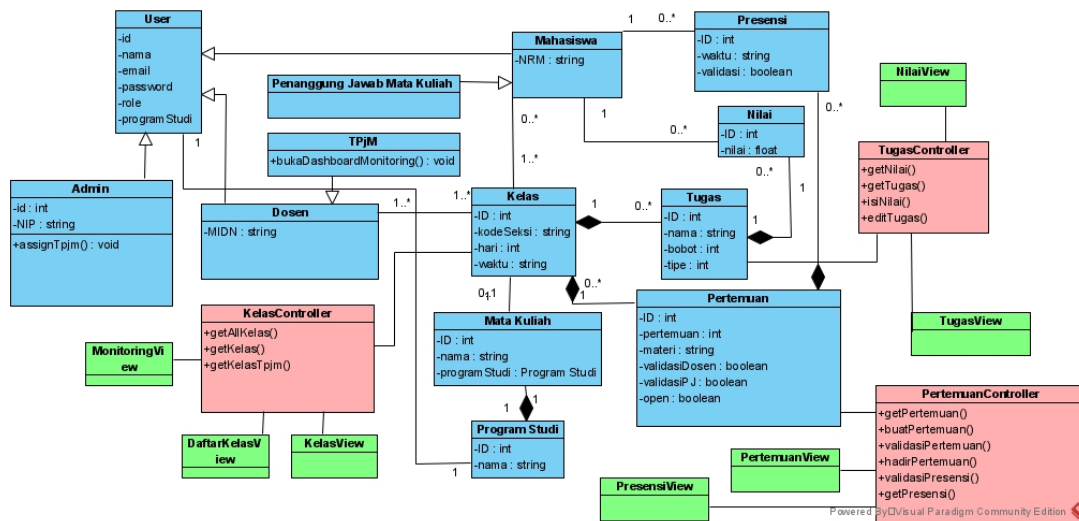 User
-id
-nama
-email
-password
-role
-programStudi
1
Mahasiswa
-NRM : string
1
0..*
Presensi
-ID : int
-waktu : string
-validasi : boolean
Penanggung Jawab Mata Kuliah
TPjM
+bukaDashboardMonitoring() : void
0..*
1..*
1
0..*
Nilai
-ID : int
-nilai : float
0..*
1
NilaiView
TugasController
+getNilai()
+getTugas()
+isiNilai()
+editTugas()
Admin
-id : int
-NIP : string
+assignTpjm() : void
Dosen
-MIDN : string
1..*
1..*
Kelas
-ID : int
-kodeSeksi : string
-hari : int
-waktu : string
1
0..*
Tugas
-ID : int
-nama : string
-bobot : int
-tipe : int
1
0..*
1
0..*
TugasView
KelasController
+getAllKelas()
+getKelas()
+getKelasTpjm()
MonitoringVi
ew
DaftarKelasV
iew
KelasView
Mata Kuliah
-ID : int
-nama : string
-programStudi : Program Studi
1
1
Program Studi
-ID : int
-nama : string
1
Pertemuan
-ID : int
-pertemuan : int
-materi : string
-validasiDosen : boolean
-validasiPJ : boolean
-open : boolean
PertemuanController
+getPertemuan()
+buatPertemuan()
+validasiPertemuan()
+hadirPertemuan()
+validasiPresensi()
+getPresensi()
PertemuanView
PresensiView
Powered By Visual Paradigm Community Edition